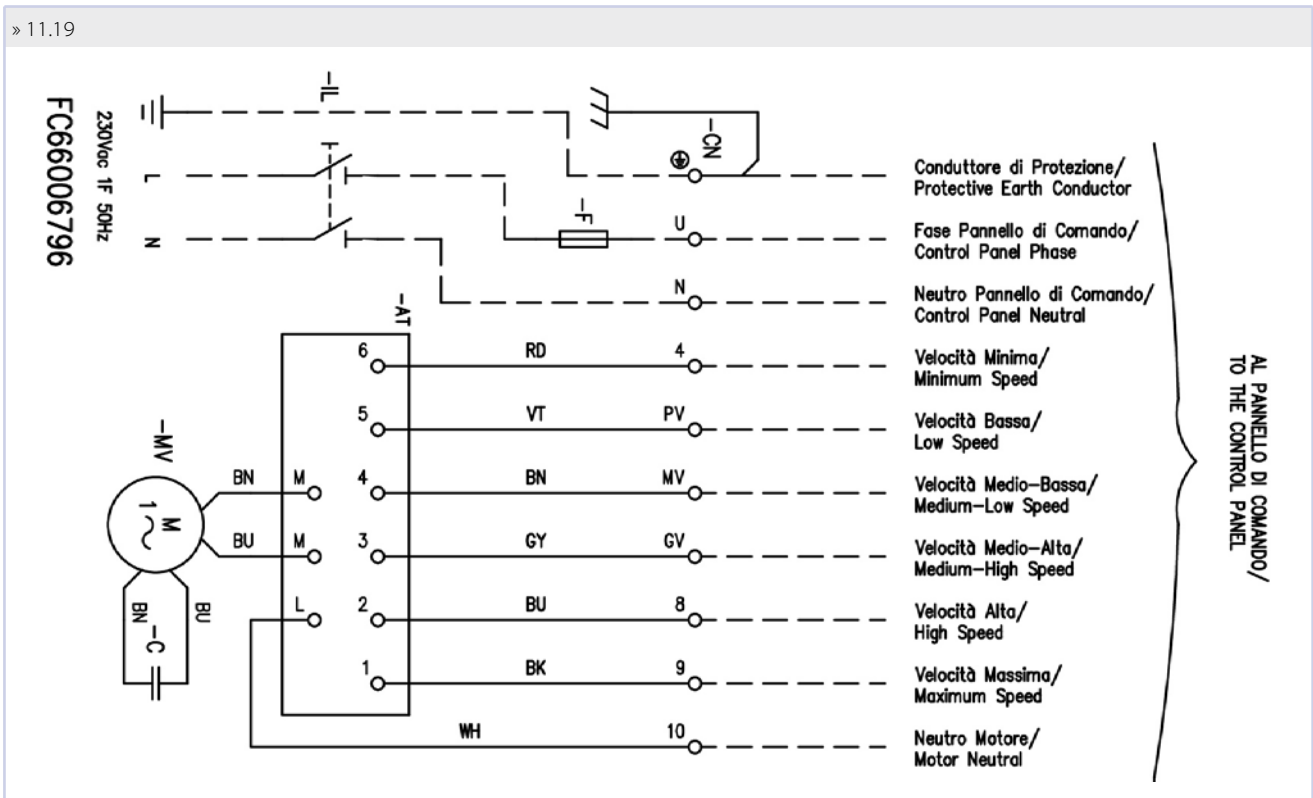 » 11.19
FC66006796
230Vac 1F 50Hz
L
N
-IL
-CN
-F
U
N
Conduttore di Protezione/
Protective Earth Conductor
Fase Pannello di Comando/
Control Panel Phase
Neutro Pannello di Comando/
Control Panel Neutral
-AT
6
RD
4
Velocità Minima/
Minimum Speed
5
VT
PV
Velocità Bassa/
Low Speed
-MV
M
1
BN
M
4
BN
MV
Velocità Medio-Bassa/
Medium-Low Speed
BU
M
3
GY
GV
Velocità Medio-Alta/
Medium-High Speed
BN
-C
BU
L
2
BU
8
Velocità Alta/
High Speed
1
BK
9
Velocità Massima/
Maximum Speed
WH
10
Neutro Motore/
Motor Neutral
AL PANNELLO DI COMANDO/
TO THE CONTROL PANEL